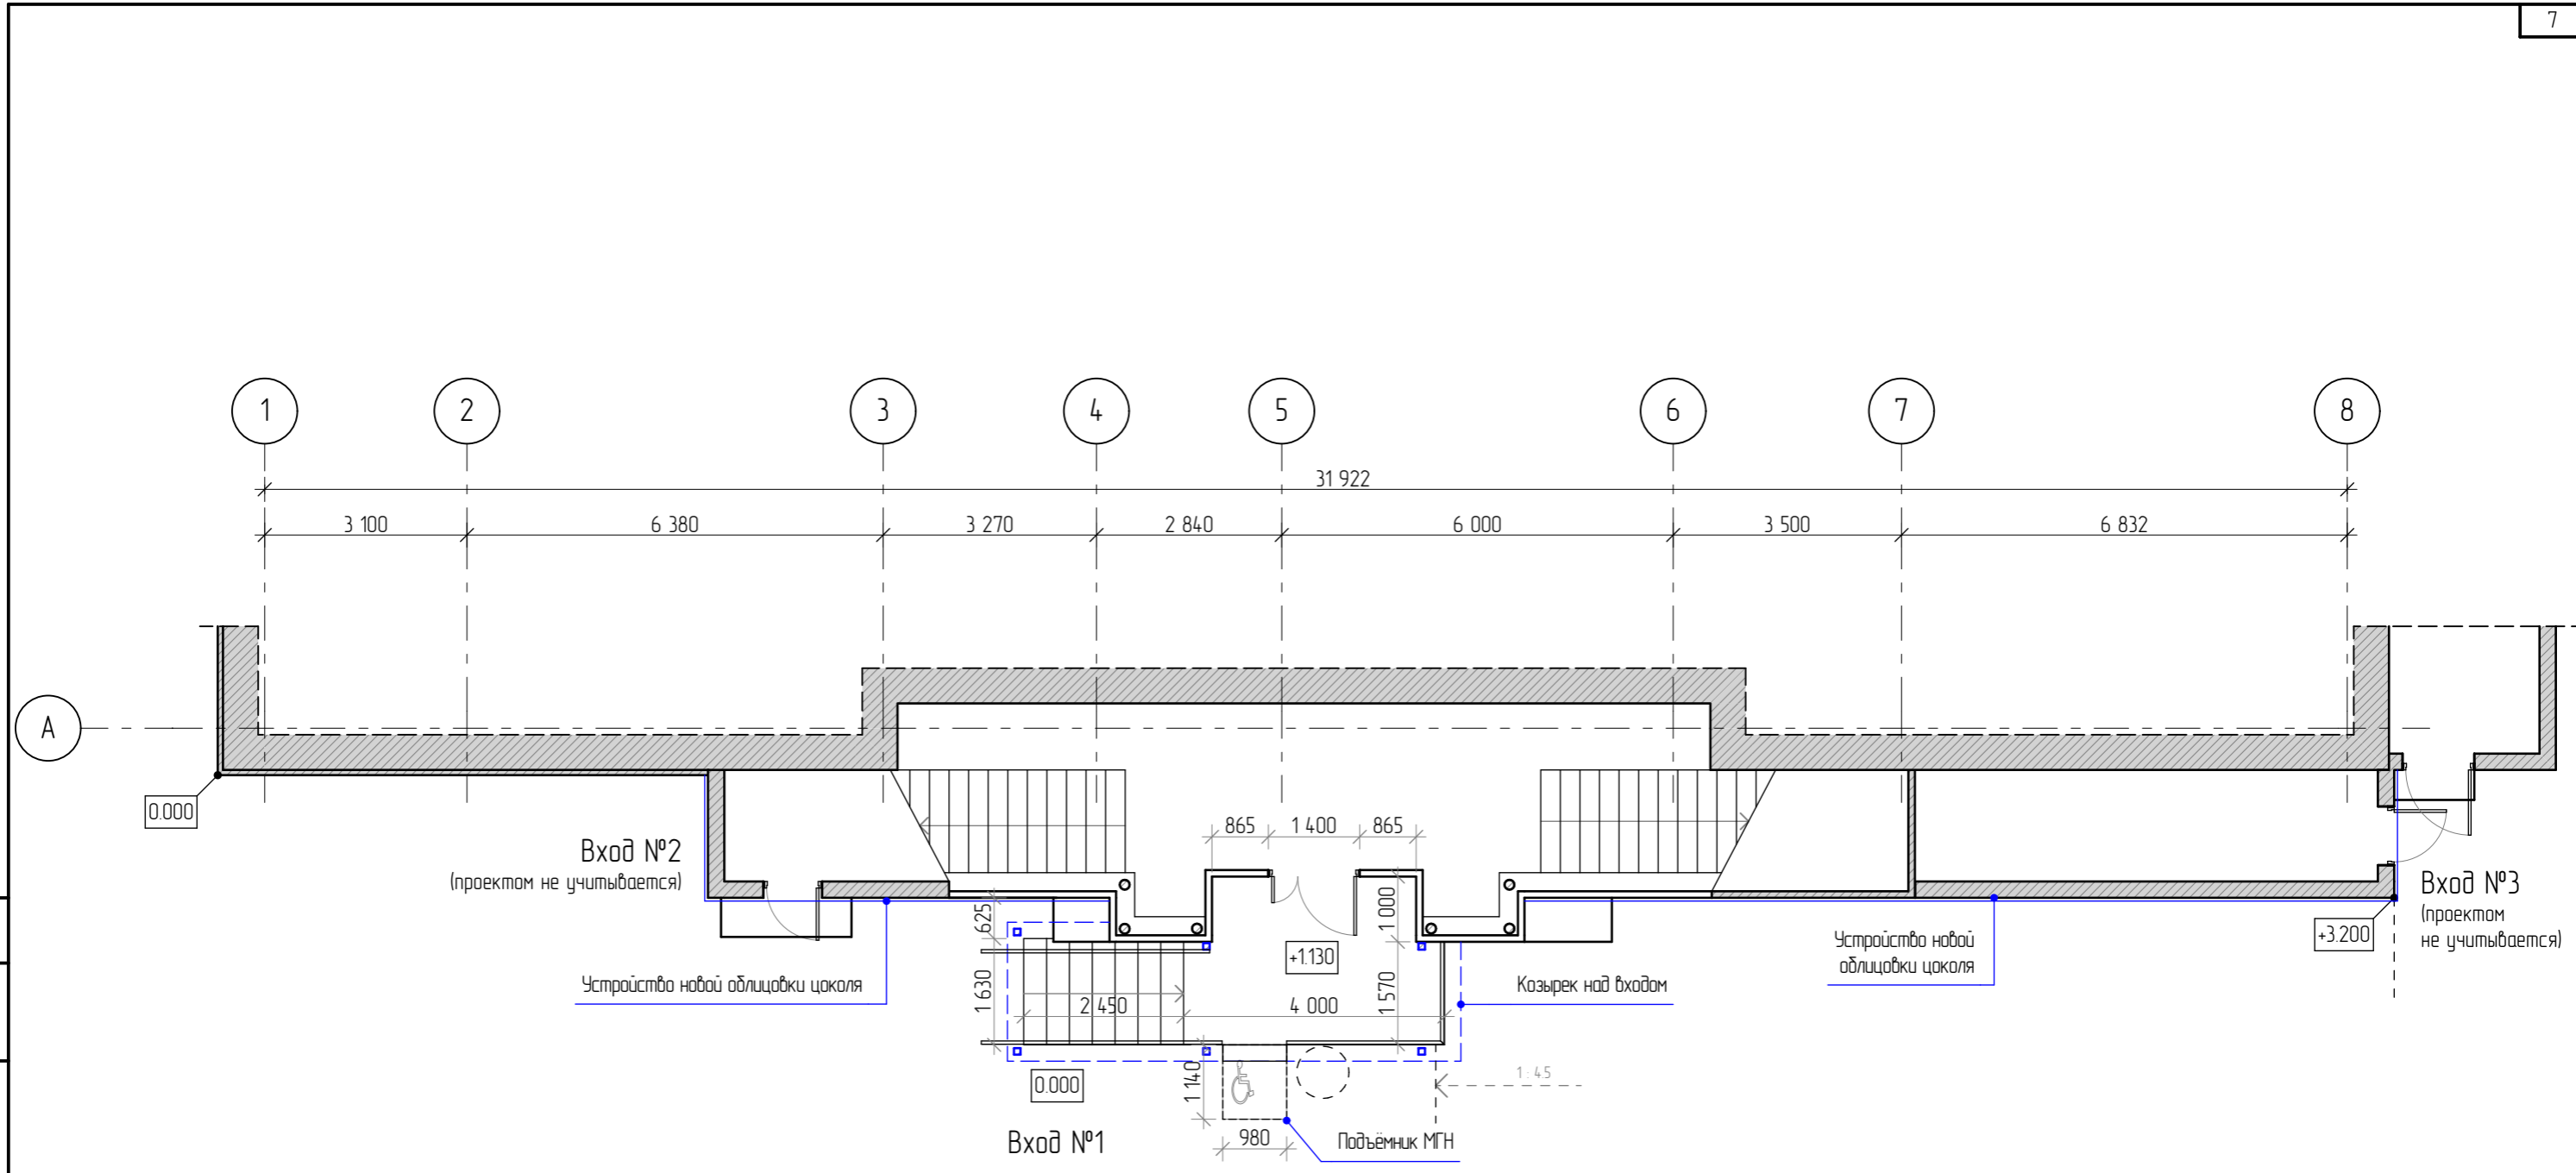 7
1
2
3
4
5
6
7
8
31 922
3 100
6 380
3 270
2 840
6 000
3 500
6 832
А
0.000
865
1 400
865
Вход №2
(проектом не учитывается)
625
1 000
Вход №3
(проектом
не учитывается)
+3.200
+1.130
Устройство новой
облицовки цоколя
Устройство новой облицовки цоколя
Козырек над входом
1 630
2 450
4 000
1 570
1 140
1:45
0.000
Вход №1
980
Подъёмник МГН